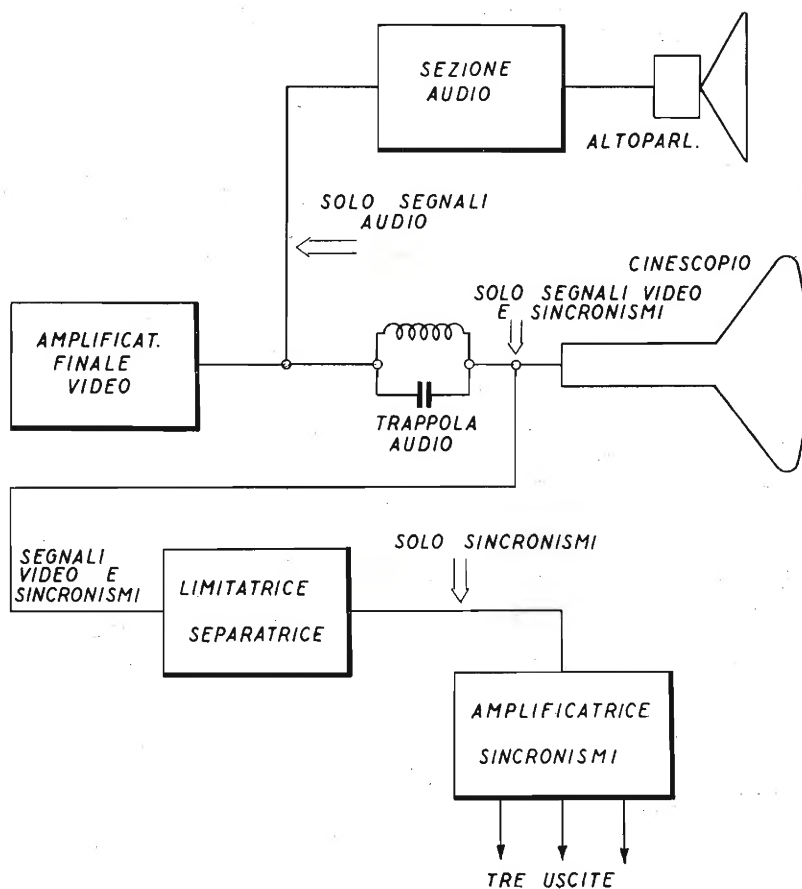 SEZIONE
AUDIO
ALTOPARL.
SOLO SEGNALI
AUDIO
CINESCOPIO
SOLO SEGNALI VIDEO
E SINCRONISMI
AMPLIFICAT.
FINALE
VIDEO
TRAPPOLA
AUDIO
SEGNALI
VIDEO E
SINCRONISMI
LIMITATRICE
SEPARATRICE
SOLO SINCRONISMI
AMPLIFICATRICE
SINCRONISMI
TRE USCITE